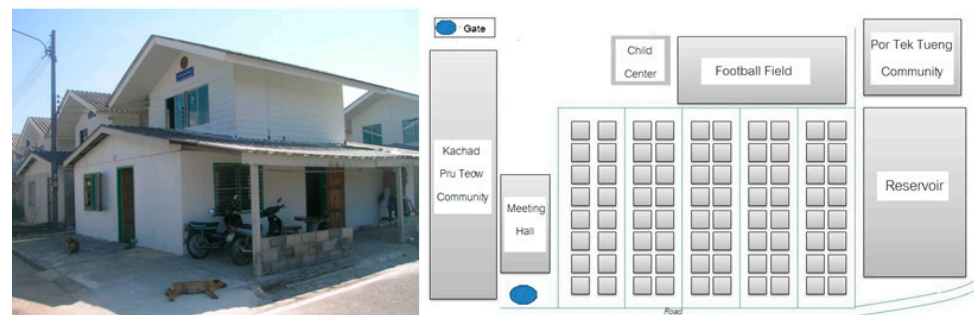 Gate
Child
Center
Football Field
Por Tek Tueng
Community
Kachad
Pru Teow
Community
Meeting
Hall
Reservoir
Road